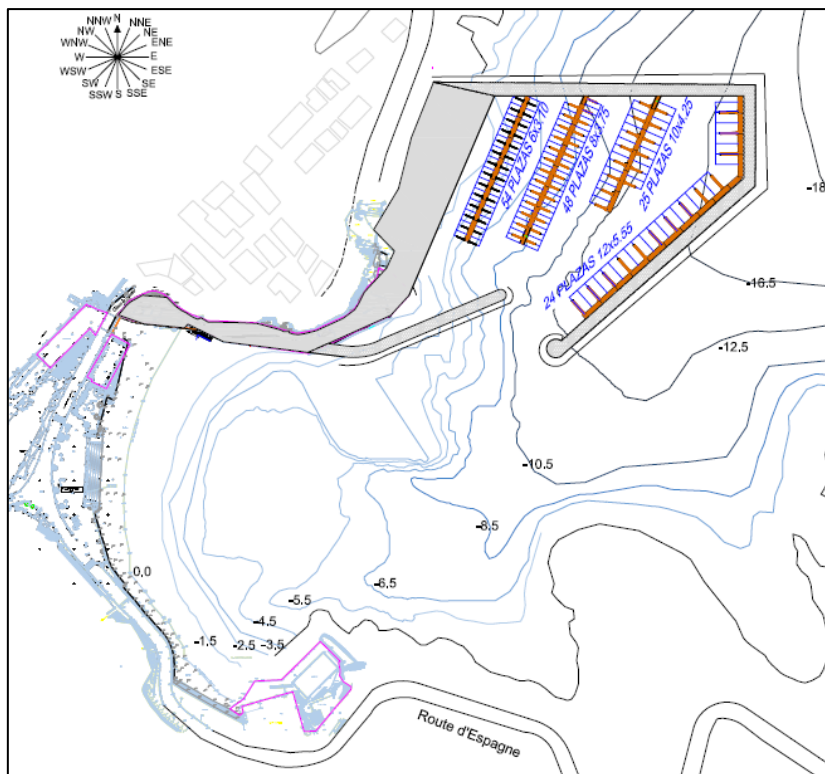 N
NNW NNE
NW NE
WNW ENE
W E
WSW ESE
SW SE
SSW SSE
S
54 PLAZAS 6x3.10
48 PLAZAS 8x3.75
25 PLAZAS 10x4.25
24 PLAZAS 12x5.55
-18
-16.5
-12.5
-10.5
-8.5
0,0
-6.5
-5.5
-4.5
-1.5 -2.5 -3.5
Route d'Espagne